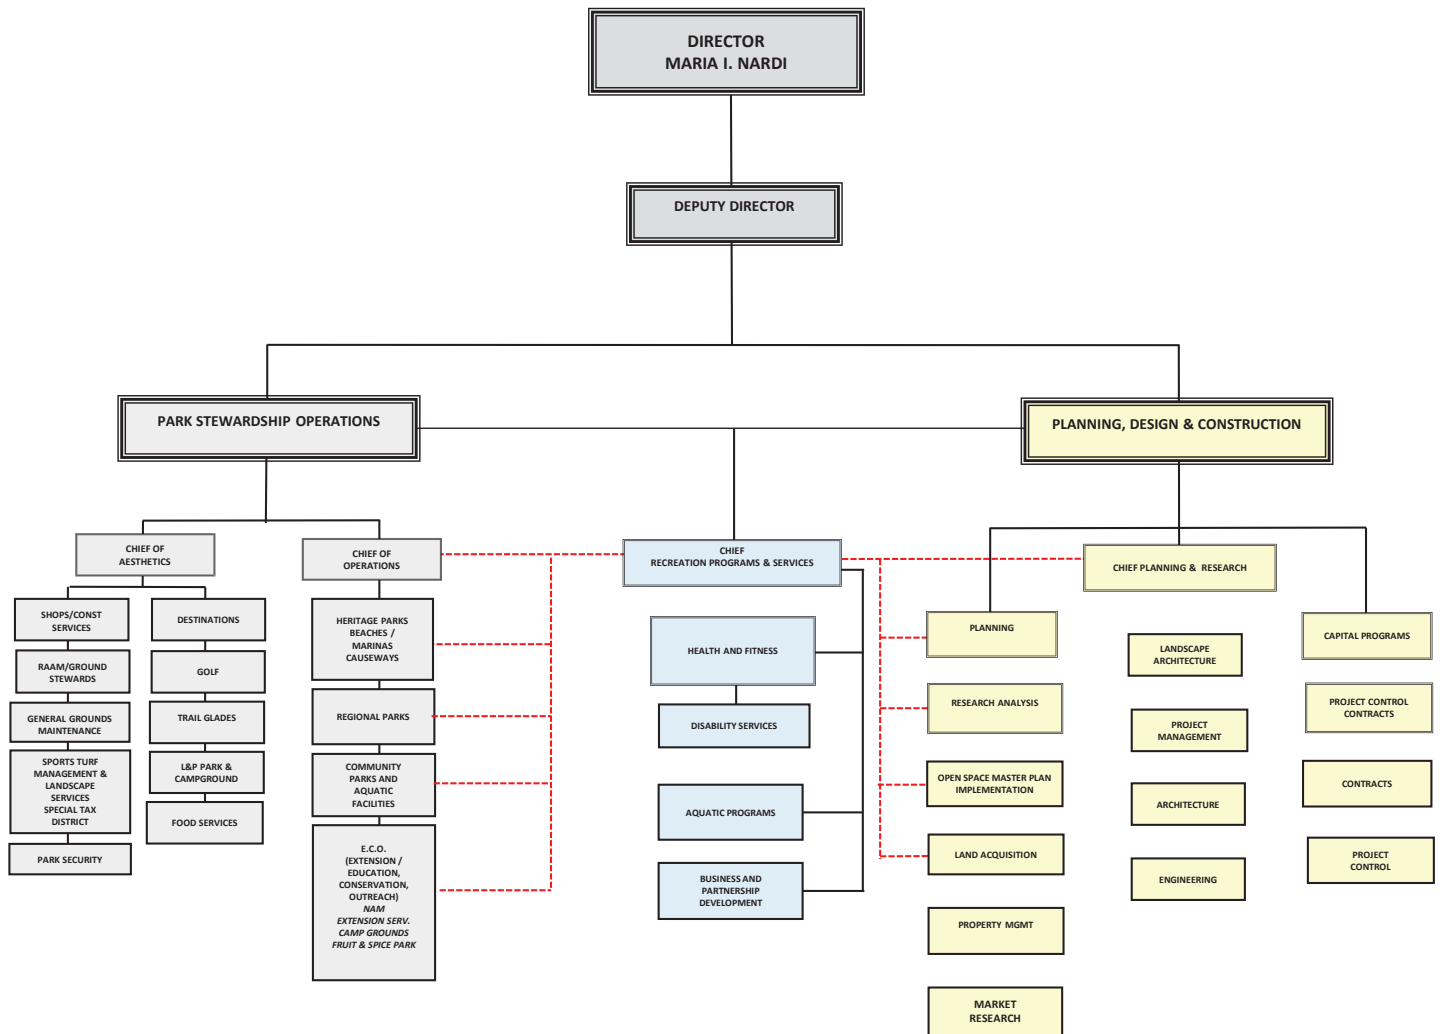 DIRECTOR
MARIA I. NARDI
DEPUTY DIRECTOR
PARK STEWARDSHIP OPERATIONS
PLANNING, DESIGN & CONSTRUCTION
CHIEF OF
AESTHETICS
SHOPS/CONST
SERVICES
RAAM/GROUND
STEWARDS
GENERAL GROUNDS
MAINTENANCE
SPORTS TURF
MANAGEMENT &
LANDSCAPE
SERVICES
SPECIAL TAX
DISTRICT
PARK SECURITY
DESTINATIONS
GOLF
TRAIL GLADES
L&P PARK &
CAMPGROUND
FOOD SERVICES
CHIEF OF
OPERATIONS
HERITAGE PARKS
BEACHES /
MARINAS
CAUSEWAYS
REGIONAL PARKS
COMMUNITY
PARKS AND
AQUATIC
FACILITIES
E.C.O.
(EXTENSION /
EDUCATION,
CONSERVATION,
OUTREACH)
NAM
EXTENSION SERV.
CAMP GROUNDS
FRUIT & SPICE PARK
CHIEF
RECREATION PROGRAMS & SERVICES
HEALTH AND FITNESS
DISABILITY SERVICES
AQUATIC PROGRAMS
BUSINESS AND
PARTNERSHIP
DEVELOPMENT
CHIEF PLANNING & RESEARCH
PLANNING
RESEARCH ANALYSIS
OPEN SPACE MASTER PLAN
IMPLEMENTATION
LAND ACQUISITION
PROPERTY MGMT
MARKET
RESEARCH
LANDSCAPE
ARCHITECTURE
PROJECT
MANAGEMENT
ARCHITECTURE
ENGINEERING
CAPITAL PROGRAMS
PROJECT CONTROL
CONTRACTS
CONTRACTS
PROJECT
CONTROL